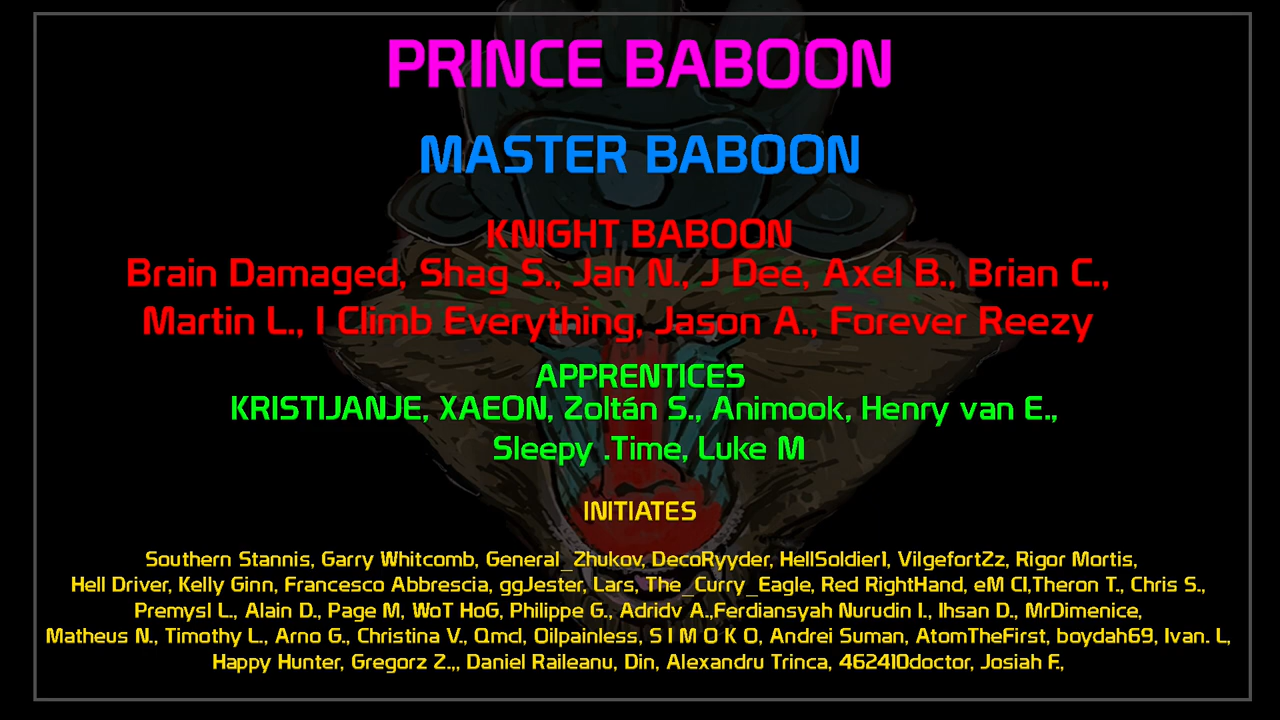 PRINCE BABOON
MASTER BABOON
KNIGHT BABOON
Brain Damaged, Shag S., Jan N., J Dee, Axel B., Brian C.,
Martin L., I Climb Everything, Jason A., Forever Reezy
APPRENTICES
KRISTIJANJE, XAEON, Zoltán S., Animook, Henry van E.,
Sleepy .Time, Luke M
INITIATES
Southern Stannis, Garry Whitcomb, General_Zhukov, DecoRyyder, HellSoldier1, VilgefortZz, Rigor Mortis,
Hell Driver, Kelly Ginn, Francesco Abbrescia, ggJester, Lars, The_Curry_Eagle, Red RightHand, eM Cl,Theron T., Chris S.,
Premysl L., Alain D., Page M, WoT HoG, Philippe G., Adridv A.,Ferdiansyah Nurudin I., Ihsan D., MrDimenice,
Matheus N., Timothy L., Arno G., Christina V., Qmcl, Oilpainless, S I M O K O, Andrei Suman, AtomTheFirst, boydah69, Ivan. L,
Happy Hunter, Gregorz Z.,, Daniel Raileanu, Din, Alexandru Trinca, 462410doctor, Josiah F.,